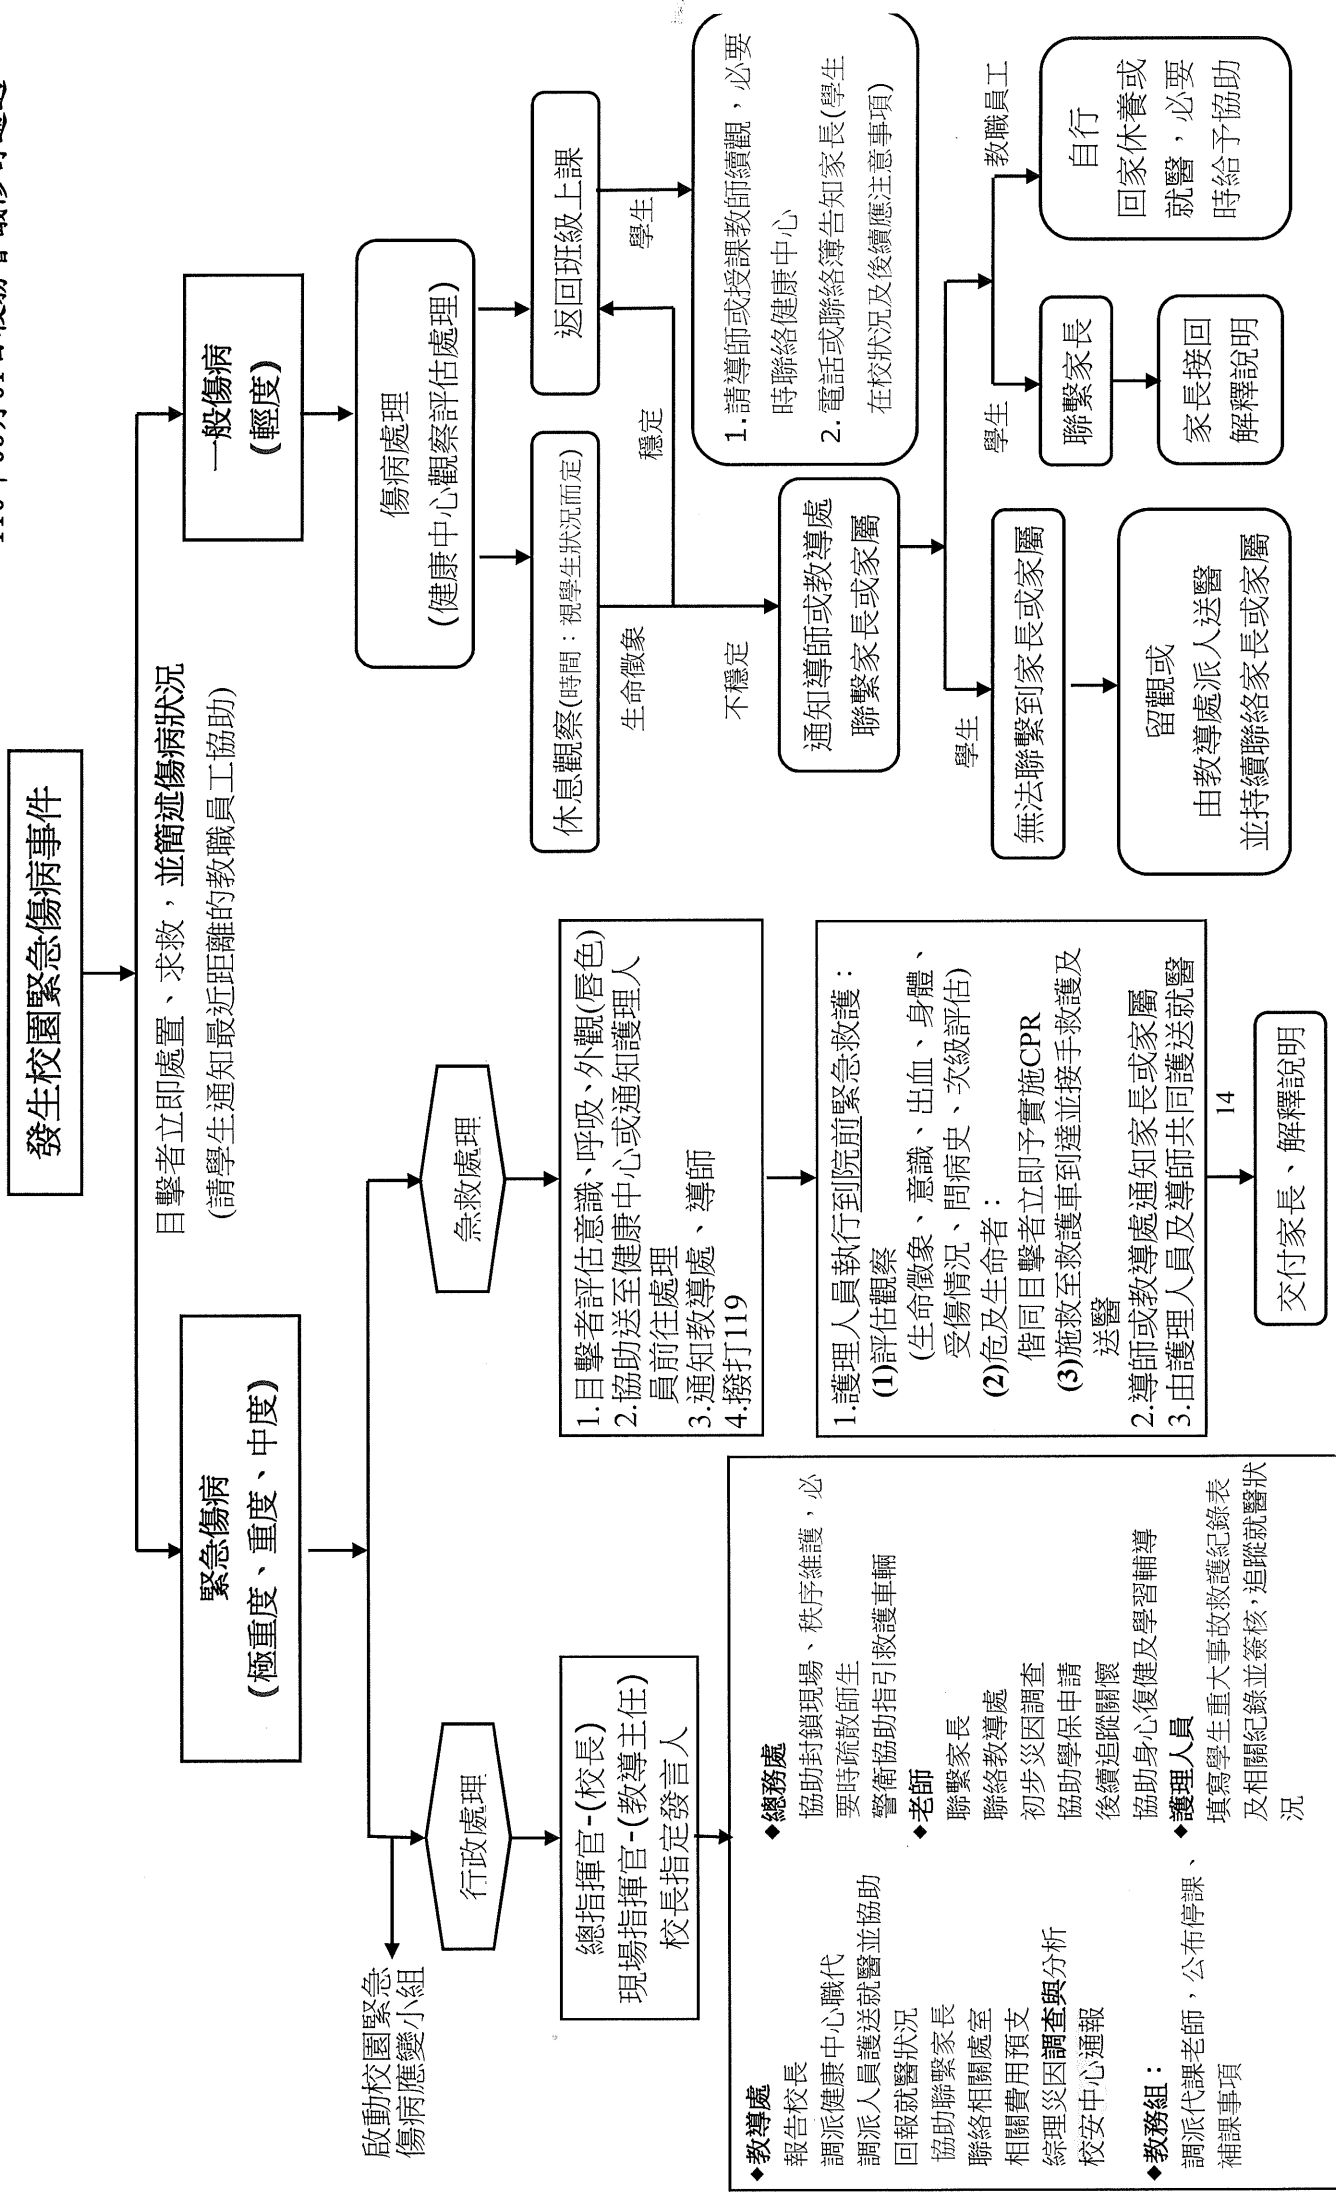 發生校園緊急傷病事件
目擊者立即處置、求救，並簡述傷病狀況
(請學生通知最近距離的教職員工協助)
緊急傷病
(極重度、重度、中度)
啟動校園緊急
傷病應變小組
行政處理
總指揮官-(校長)
現場指揮官-(教導主任)
校長指定發言人
◆教導處
報告校長
調派健康中心職代
調派人員護送就醫並協助
回報就醫狀況
協助聯繫家長
聯絡相關處室
相關費用預支
綜理災因調查與分析
校安中心通報
◆教務組：
調派代課老師，公布停課、
補課事項
◆總務處
協助封鎖現場、秩序維護，必
要時疏散師生
警衛協助指引救護車輛
◆老師
聯繫家長
聯絡教導處
初步災因調查
協助學保申請
後續追蹤關懷
協助身心復健及學習輔導
◆護理人員
填寫學生重大事故救護紀錄表
及相關紀錄並簽核，追蹤就醫狀
況
急救處理
1.目擊者評估意識、呼吸、外觀(唇色)
2.協助送至健康中心或通知護理人
員前往處理
3.通知教導處、導師
4.撥打119
1.護理人員執行到院前緊急救護：
(1)評估觀察
(生命徵象、意識、出血、身體、
受傷情況、問病史、次級評估)
(2)危及生命者：
偕同目擊者立即予實施CPR
(3)施救至救護車到達並接手救護及
送醫
2.導師或教導處通知家長或家屬
3.由護理人員及導師共同護送就醫
14
交付家長、解釋說明
一般傷病
(輕度)
傷病處理
(健康中心觀察評估處理)
休息觀察(時間：視學生狀況而定)
返回班級上課
生命徵象
穩定
學生
不穩定
1.請導師或授課教師續觀，必要
時聯絡健康中心
2.電話或聯絡簿告知家長(學生
在校狀況及後續應注意事項)
通知導師或教導處
聯繫家長或家屬
學生
學生
教職員工
無法聯繫到家長或家屬
聯繫家長
自行
回家休養或
就醫，必要
時給予協助
留觀或
由教導處派人送醫
並持續聯絡家長或家屬
家長接回
解釋說明